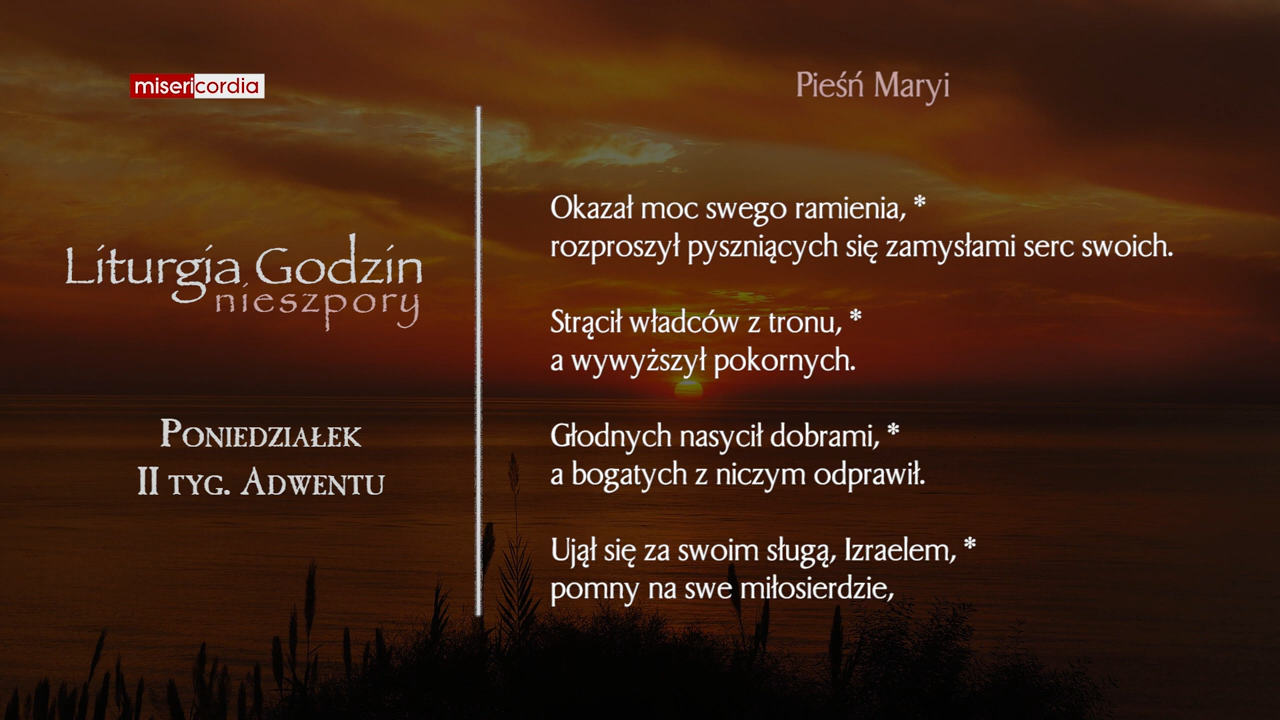 misericordia
Liturgia Godzin
nieszpory
Poniedziałek
II tyg. Adwentu
Pieśń Maryi
Okazał moc swego ramienia, *
rozproszył pyszniących się zamysłami serc swoich.
Strącił władców z tronu, *
a wywyższył pokornych.
Głodnych nasycił dobrami, *
a bogatych z niczym odprawił.
Ujął się za swoim sługą, Izraelem, *
pomny na swe miłosierdzie,